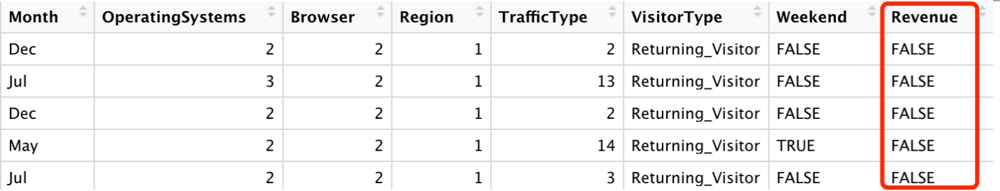 Month OperatingSystems Browser Region TrafficType VisitorType Weekend Revenue
Dec 2 2 1 2 Returning_Visitor FALSE FALSE
Jul 3 2 1 13 Returning_Visitor FALSE FALSE
Dec 2 2 1 2 Returning_Visitor FALSE FALSE
May 2 2 1 14 Returning_Visitor TRUE FALSE
Jul 2 2 1 3 Returning_Visitor FALSE FALSE